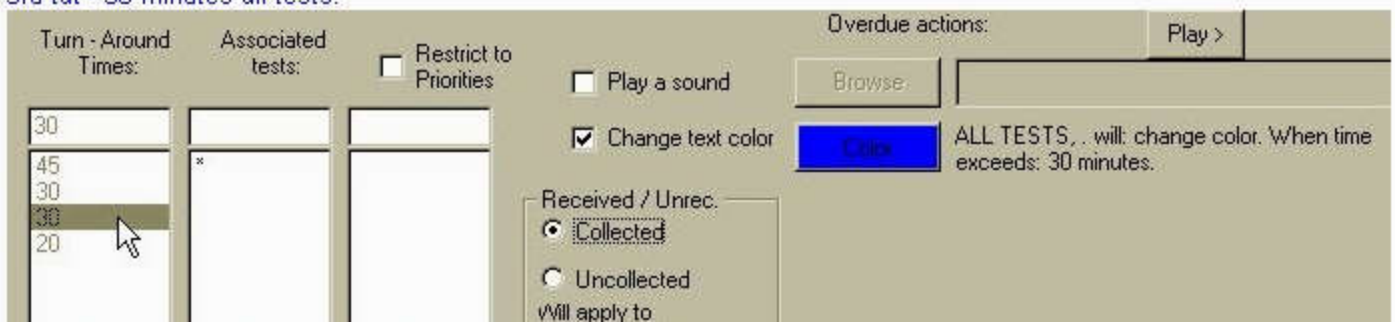 Turn - Around
Times:
Associated
tests:
Restrict to
Priorities
Overdue actions:
Play >
Play a sound
Browse
30
Change text color
Color
ALL TESTS, . will: change color. When time
exceeds: 30 minutes.
45
30
30
20
*
Received / Unrec.
Collected
Uncollected
Will apply to